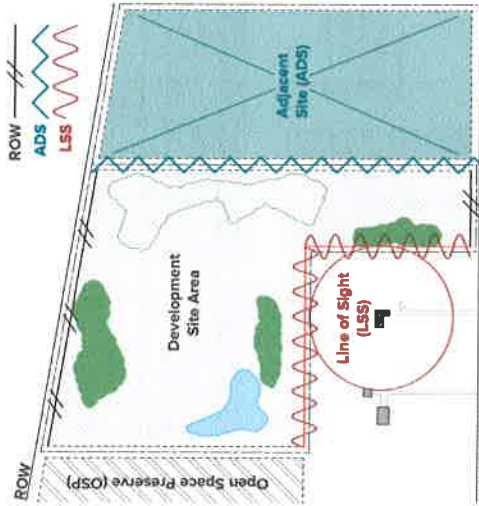 ROW
ADS
LSS
ROW
Adjacent
Site (ADS)
Development
Site Area
Line of Sight
(LSS)
Open Space Preserve (OSP)